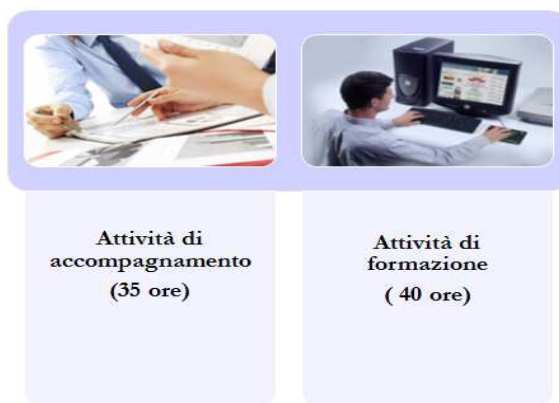 Attività di
accompagnamento
(35 ore)
Attività di
formazione
( 40 ore)